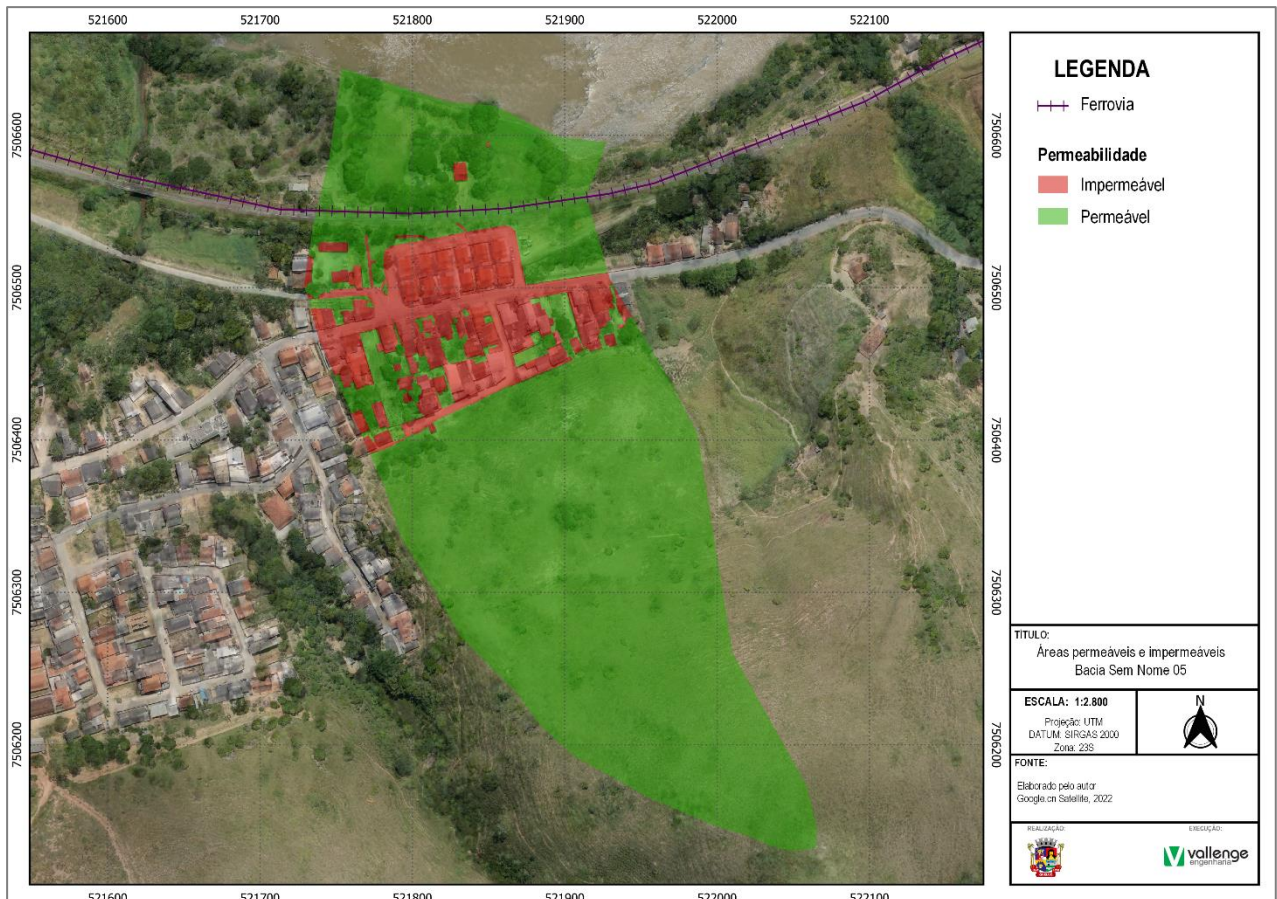 521600 521700 521800 521900 522000 522100
7506600
7506500
7506400
7506300
7506200
7506600
7506500
7506400
7506300
7506200
521600 521700 521800 521900 522000 522100
LEGENDA
Ferrovia
Permeabilidade
Impermeável
Permeável
TÍTULO:
Áreas permeáveis e impermeáveis
Bacia Sem Nome 05
ESCALA: 1:2.800
Projeção: UTM
DATUM: SIRGAS 2000
Zona: 23S
N
FONTE:
Elaborado pelo autor
Google.cn Satellite, 2022
REALIZAÇÃO:
EXECUÇÃO:
vallenge
engenharia